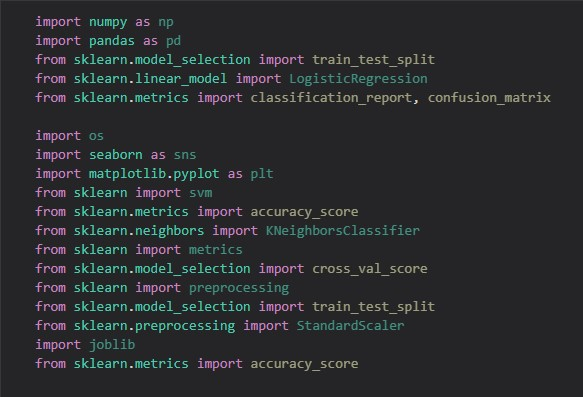 import numpy as np
import pandas as pd
from sklearn.model_selection import train_test_split
from sklearn.linear_model import LogisticRegression
from sklearn.metrics import classification_report, confusion_matrix
import os
import seaborn as sns
import matplotlib.pyplot as plt
from sklearn import svm
from sklearn.metrics import accuracy_score
from sklearn.neighbors import KNeighborsClassifier
from sklearn import metrics
from sklearn.model_selection import cross_val_score
from sklearn import preprocessing
from sklearn.model_selection import train_test_split
from sklearn.preprocessing import StandardScaler
import joblib
from sklearn.metrics import accuracy_score